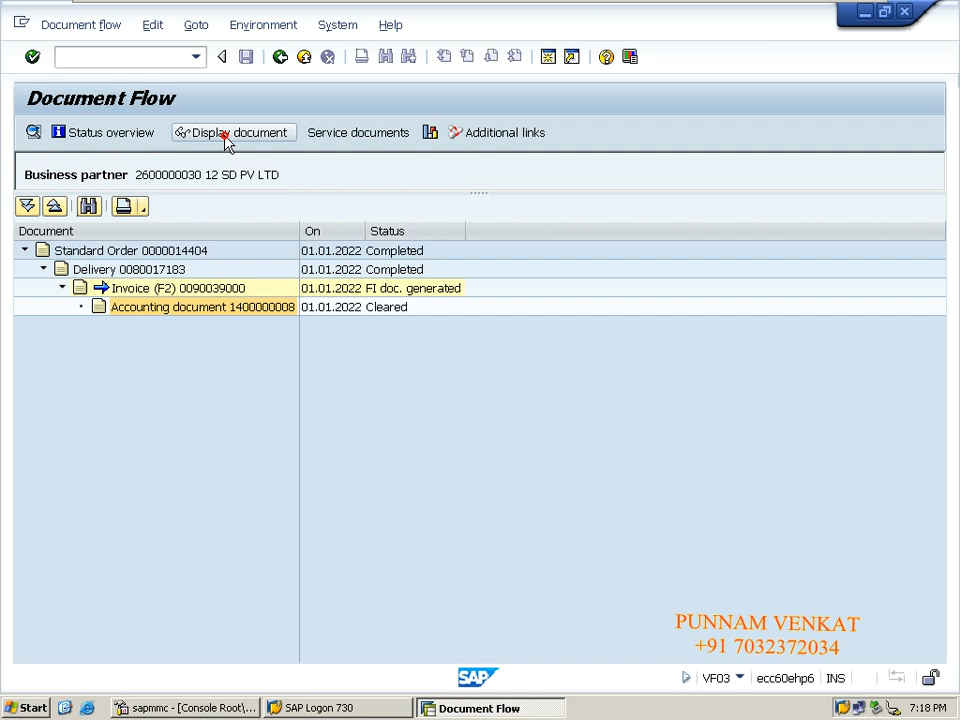 Document flow Edit Goto Environment System Help
Document Flow
Status overview Display document Service documents Additional links
Business partner 2600000030 12 SD PV LTD
Document On Status
Standard Order 0000014404 01.01.2022 Completed
Delivery 0080017183 01.01.2022 Completed
Invoice (F2) 0090039000 01.01.2022 FI doc. generated
Accounting document 1400000008 01.01.2022 Cleared
PUNNAM VENKAT
+91 7032372034
SAP VF03 ecc60ehp6 INS
Start sapmmc - [Console Root\... SAP Logon 730 Document Flow 7:18 PM